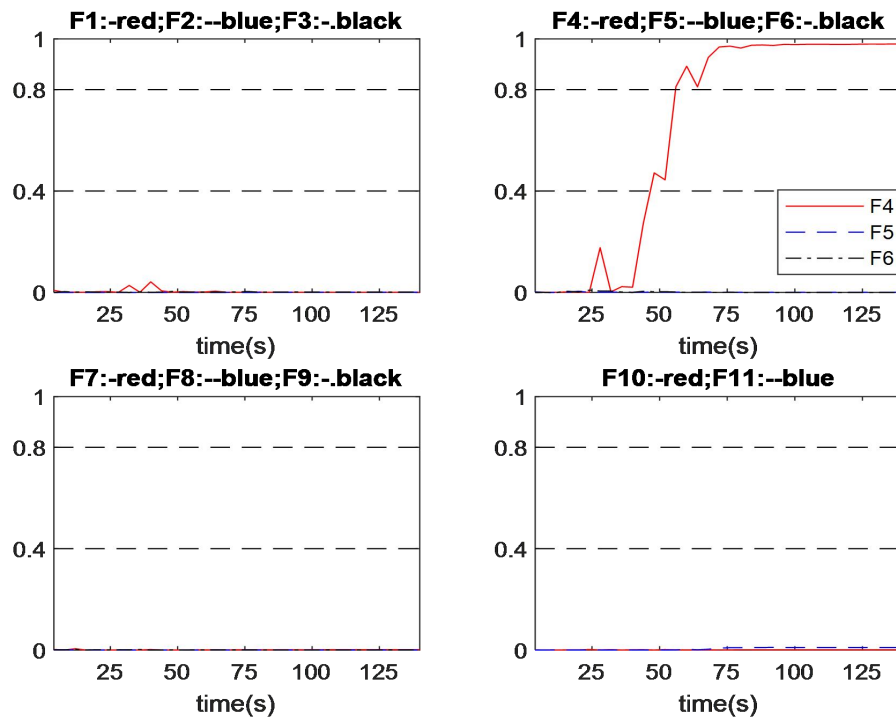 F1:-red;F2:--blue;F3:-.black
1
0.8
0.4
0
25 50 75 100 125
time(s)
F4:-red;F5:--blue;F6:-.black
1
0.8
0.4
0
F4
F5
F6
25 50 75 100 125
time(s)
F7:-red;F8:--blue;F9:-.black
1
0.8
0.4
0
25 50 75 100 125
time(s)
F10:-red;F11:--blue
1
0.8
0.4
0
25 50 75 100 125
time(s)